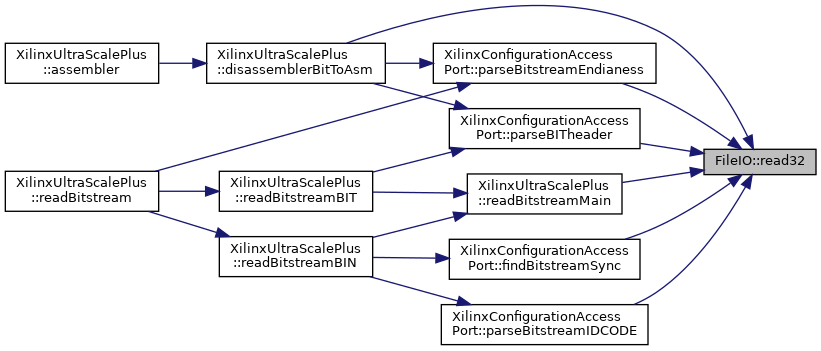 XilinxUltraScalePlus
::assembler
XilinxUltraScalePlus
::disassemblerBitToAsm
XilinxConfigurationAccess
Port::parseBitstreamEndianess
XilinxConfigurationAccess
Port::parseBITheader
FileIO::read32
XilinxUltraScalePlus
::readBitstream
XilinxUltraScalePlus
::readBitstreamBIT
XilinxUltraScalePlus
::readBitstreamMain
XilinxUltraScalePlus
::readBitstreamBIN
XilinxConfigurationAccess
Port::findBitstreamSync
XilinxConfigurationAccess
Port::parseBitstreamIDCODE